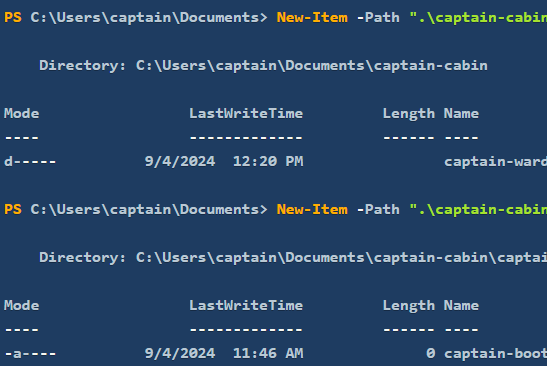 PS C:\Users\captain\Documents> New-Item -Path ".\captain-cabin
Directory: C:\Users\captain\Documents\captain-cabin
Mode LastWriteTime Length Name
---- ------------- ------ ----
d----- 9/4/2024 12:20 PM captain-ward
PS C:\Users\captain\Documents> New-Item -Path ".\captain-cabin
Directory: C:\Users\captain\Documents\captain-cabin\captai
Mode LastWriteTime Length Name
---- ------------- ------ ----
-a---- 9/4/2024 11:46 AM 0 captain-boot